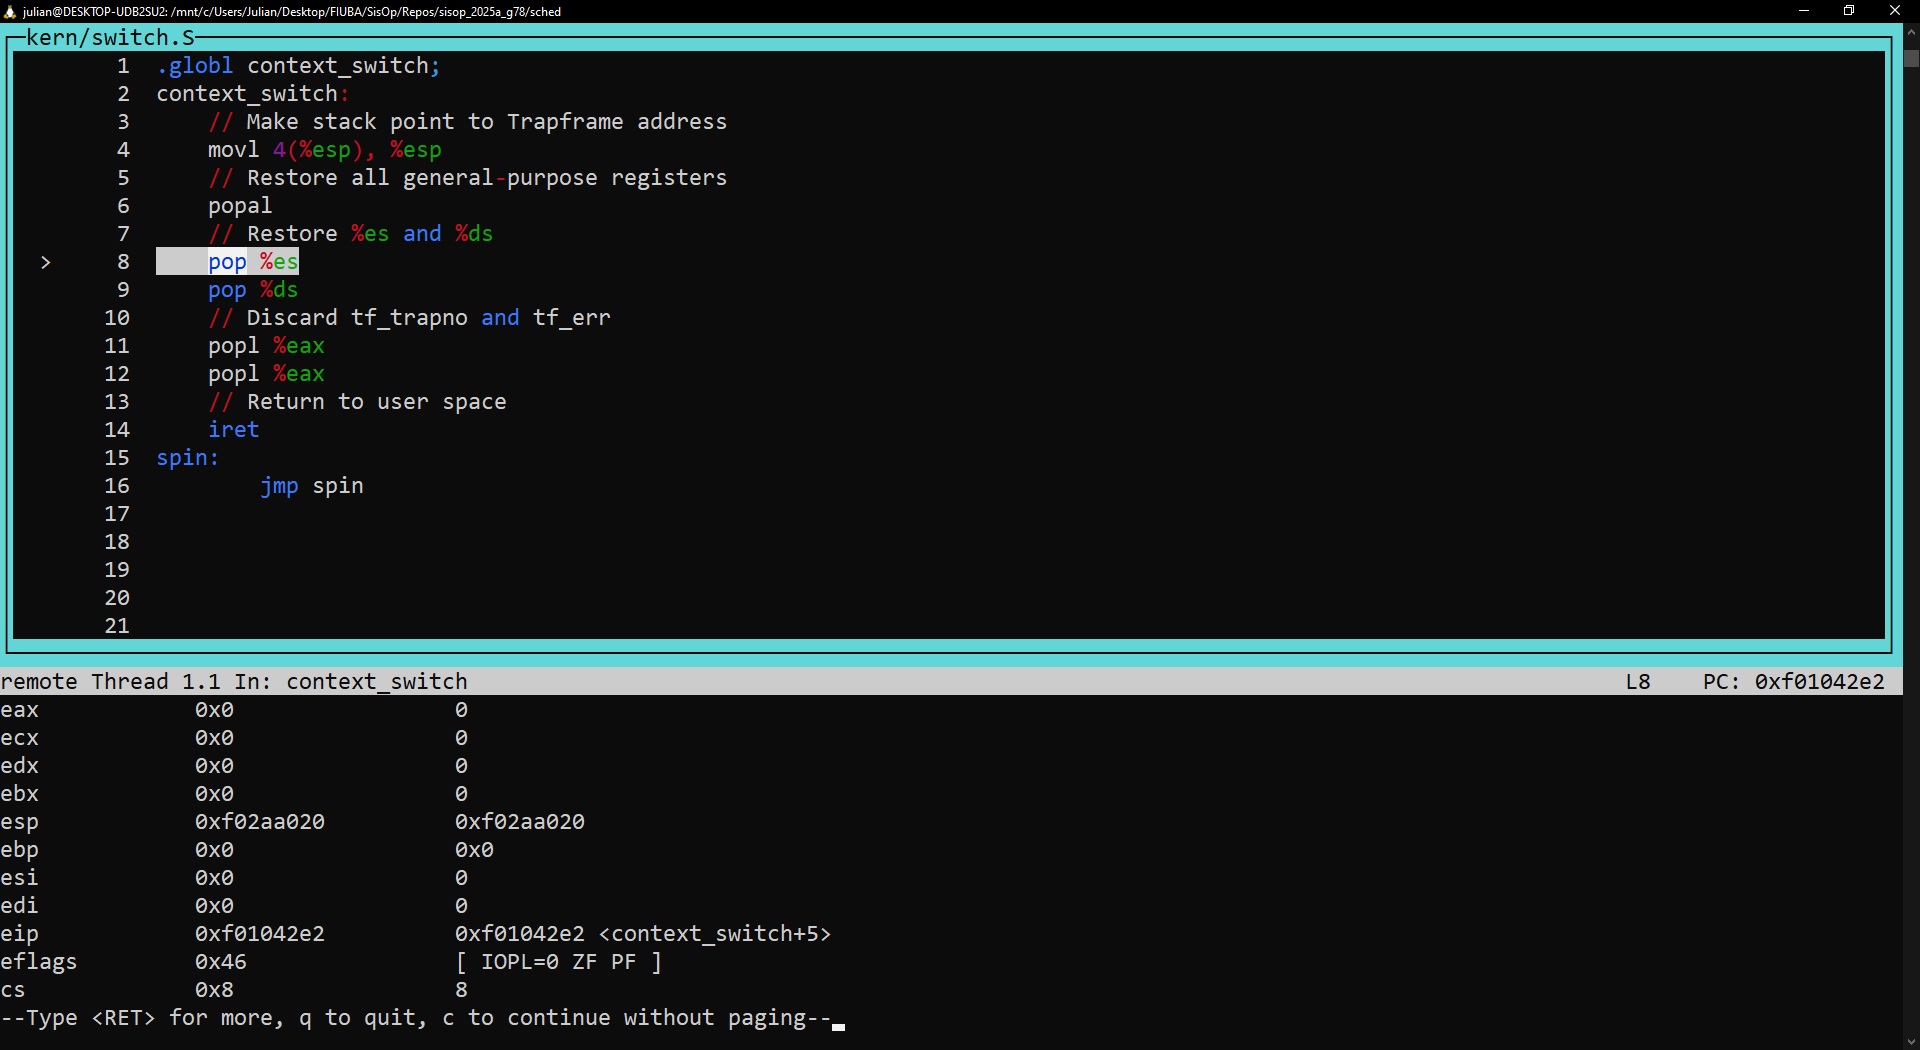 julian@DESKTOP-UDB2SU2: /mnt/c/Users/Julian/Desktop/FIUBA/SisOp/Repos/sisop_2025a_g78/sched
kern/switch.S
1 .globl context_switch;
2 context_switch:
3 // Make stack point to Trapframe address
4 movl 4(%esp), %esp
5 // Restore all general-purpose registers
6 popal
7 // Restore %es and %ds
> 8 pop %es
9 pop %ds
10 // Discard tf_trapno and tf_err
11 popl %eax
12 popl %eax
13 // Return to user space
14 iret
15 spin:
16 jmp spin
17
18
19
20
21
remote Thread 1.1 In: context_switch L8 PC: 0xf01042e2
eax 0x0 0
ecx 0x0 0
edx 0x0 0
ebx 0x0 0
esp 0xf02aa020 0xf02aa020
ebp 0x0 0x0
esi 0x0 0
edi 0x0 0
eip 0xf01042e2 0xf01042e2 <context_switch+5>
eflags 0x46 [ IOPL=0 ZF PF ]
cs 0x8 8
--Type <RET> for more, q to quit, c to continue without paging--